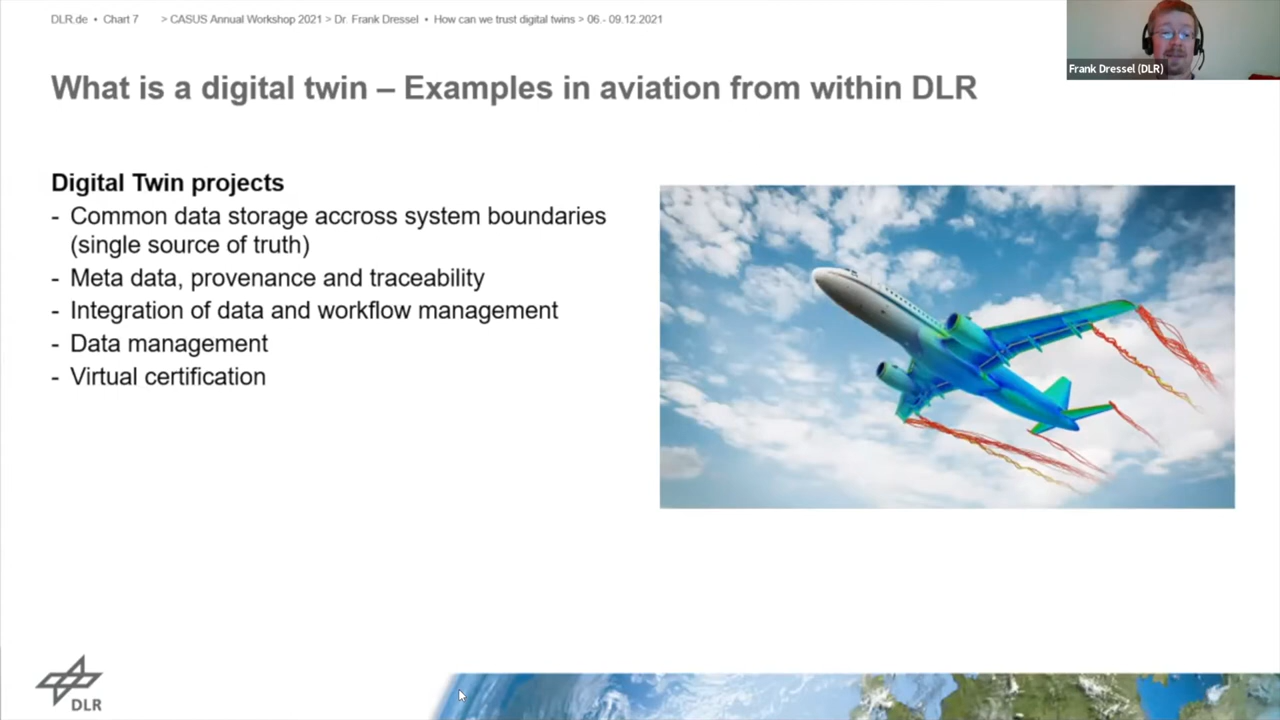 DLR.de • Chart 7 > CASUS Annual Workshop 2021 > Dr. Frank Dressel • How can we trust digital twins > 06.- 09.12.2021
Frank Dressel (DLR)
What is a digital twin – Examples in aviation from within DLR
Digital Twin projects
- Common data storage accross system boundaries
(single source of truth)
- Meta data, provenance and traceability
- Integration of data and workflow management
- Data management
- Virtual certification
DLR